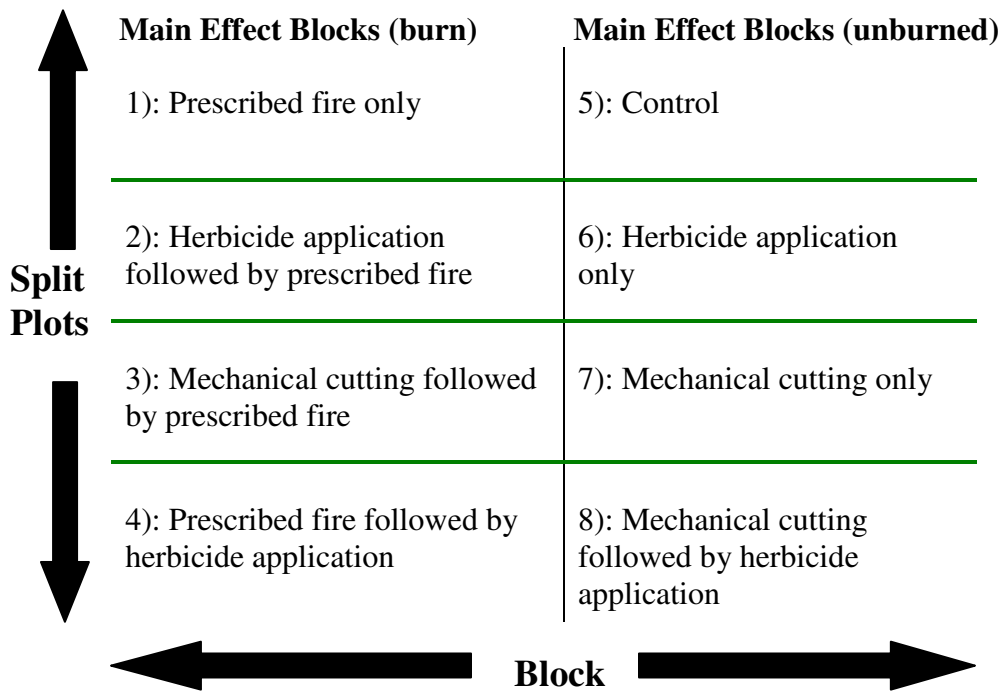 Main Effect Blocks (burn)
Main Effect Blocks (unburned)
1): Prescribed fire only
5): Control
2): Herbicide application
followed by prescribed fire
6): Herbicide application
only
Split
Plots
3): Mechanical cutting followed
by prescribed fire
7): Mechanical cutting only
4): Prescribed fire followed by
herbicide application
8): Mechanical cutting
followed by herbicide
application
Block